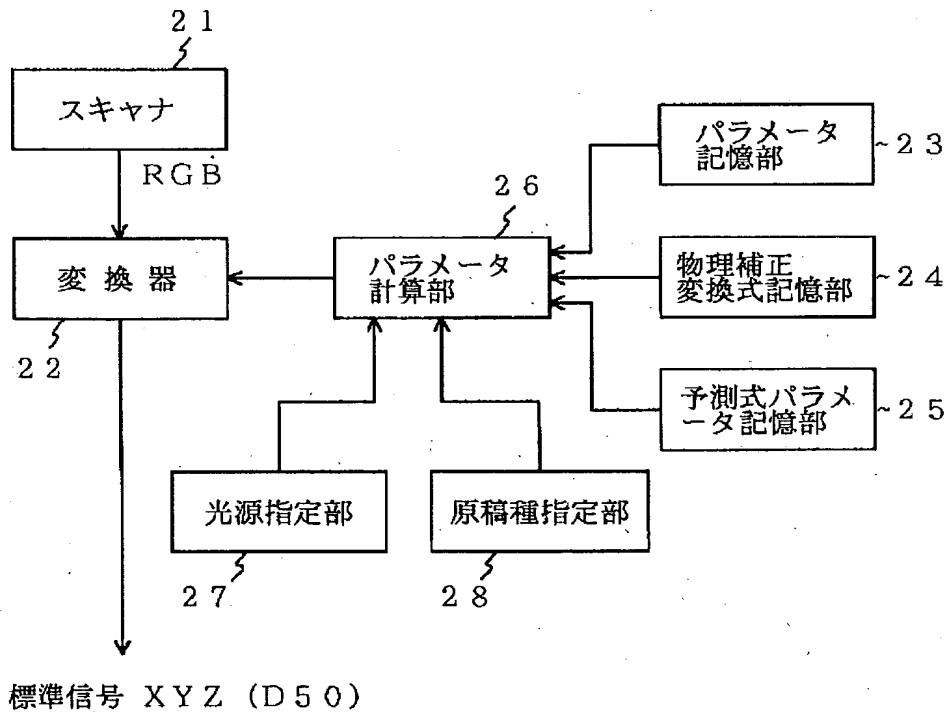 ２１
スキャナ
ＲＧＢ
２６
パラメータ
記憶部
２３
変換器
パラメータ
計算部
物理補正
変換式記憶部
２４
２２
予測式パラメ
ータ記憶部
２５
光源指定部
原稿種指定部
２７
２８
標準信号 ＸＹＺ（Ｄ５０）